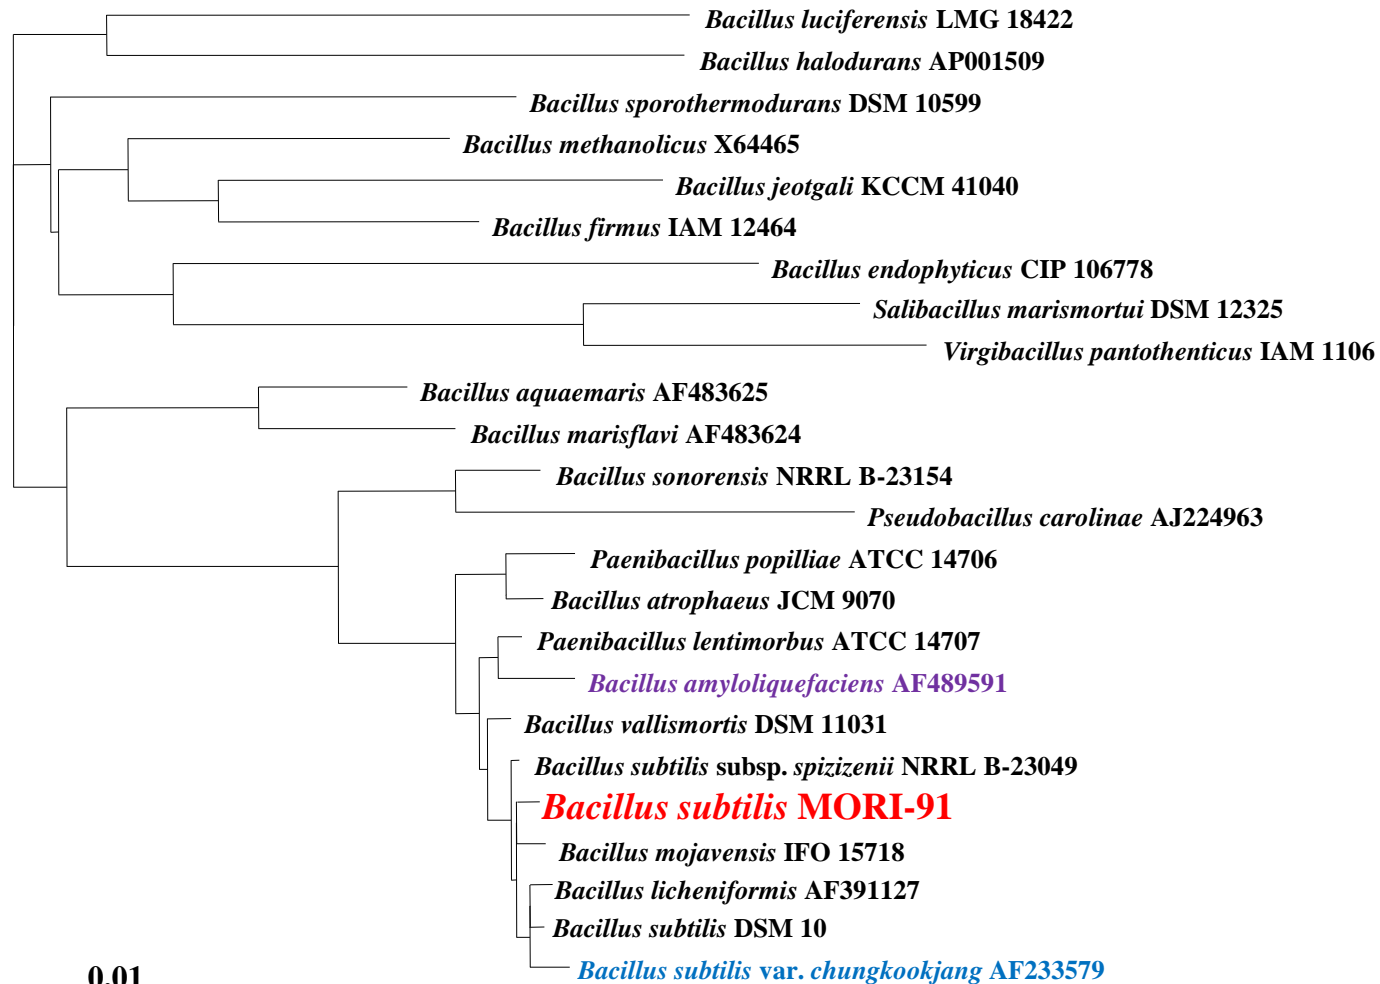 Bacillus luciferensis LMG 18422
Bacillus halodurans AP001509
Bacillus sporothermodurans DSM 10599
Bacillus methanolicus X64465
Bacillus jeotgali KCCM 41040
Bacillus firmus IAM 12464
Bacillus endophyticus CIP 106778
Salibacillus marismortui DSM 12325
Virgibacillus pantothenticus IAM 1106
Bacillus aquaemaris AF483625
Bacillus marisflavi AF483624
Bacillus sonorensis NRRL B-23154
Pseudobacillus carolinae AJ224963
Paenibacillus popilliae ATCC 14706
Bacillus atrophaeus JCM 9070
Paenibacillus lentimorbus ATCC 14707
Bacillus amyloliquefaciens AF489591
Bacillus vallismortis DSM 11031
Bacillus subtilis subsp. spizizenii NRRL B-23049
Bacillus subtilis MORI-91
Bacillus mojavensis IFO 15718
Bacillus licheniformis AF391127
Bacillus subtilis DSM 10
Bacillus subtilis var. chungkookjang AF233579
0.01